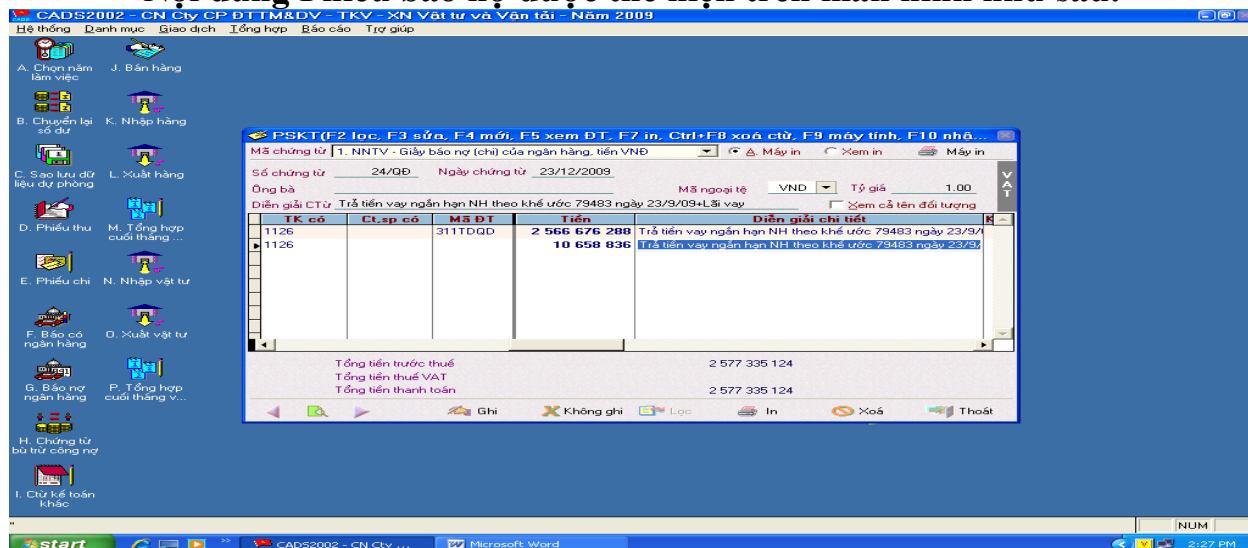 Nội dung Phiếu báo nợ được thể hiện trên màn hình như sau:
CADS2002 - CN Cty CP ĐTTM&DV - TKV - XN Vật tư và Vận tải - Năm 2009
Hệ thống Danh mục Giao dịch Tổng hợp Báo cáo Trợ giúp
A. Chọn năm làm việc
J. Bán hàng
B. Chuyển lại số dư
K. Nhập hàng
C. Sao lưu dữ liệu dự phòng
L. Xuất hàng
D. Phiếu thu
M. Tổng hợp cuối tháng ...
E. Phiếu chi
N. Nhập vật tư
F. Báo có ngân hàng
O. Xuất vật tư
G. Báo nợ ngân hàng
P. Tổng hợp cuối tháng v...
H. Chứng từ bù trừ công nợ
I. Ctừ kế toán khác
PSKT(F2 lọc, F3 sửa, F4 mới, F5 xem ĐT, F7 in, Ctrl+F8 xoá ctừ, F9 máy tính, F10 nhâ...
Mã chứng từ 1. NNTV - Giấy báo nợ (chi) của ngân hàng, tiền VNĐ A. Máy in Xem in Máy in
Số chứng từ 24/QĐ Ngày chứng từ 23/12/2009
VAT
Ông bà Mã ngoại tệ VND Tỷ giá 1.00
Diễn giải CTừ Trả tiền vay ngắn hạn NH theo khế ước 79483 ngày 23/9/09+Lãi vay Xem cả tên đối tượng
TK có Ct,sp có Mã ĐT Tiền Diễn giải chi tiết K
1126 311TDQD 2 566 676 288 Trả tiền vay ngắn hạn NH theo khế ước 79483 ngày 23/9/
1126 10 658 836 Trả tiền vay ngắn hạn NH theo khế ước 79483 ngày 23/9/
Tổng tiền trước thuế 2 577 335 124
Tổng tiền thuế VAT
Tổng tiền thanh toán 2 577 335 124
Ghi Không ghi Lọc In Xoá Thoát
NUM
start CADS2002 - CN Cty ... Microsoft Word 2:27 PM